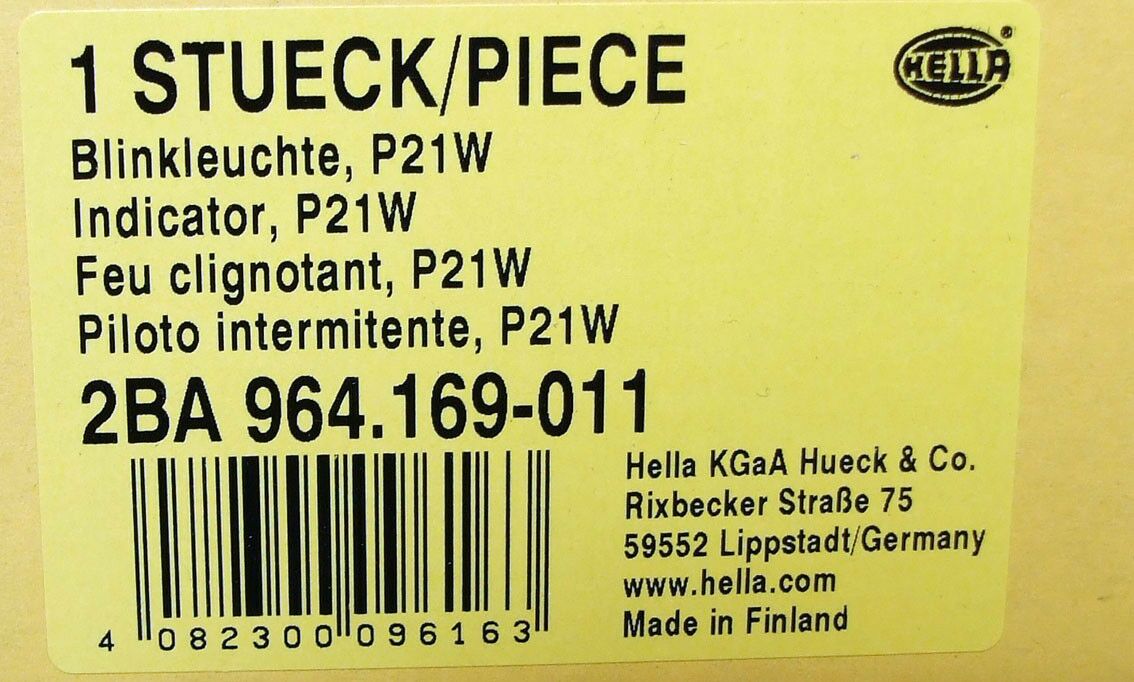 1 STUECK/PIECE
HELLA®
Blinkleuchte, P21W
Indicator, P21W
Feu clignotant, P21W
Piloto intermitente, P21W
2BA 964.169-011
Hella KGaA Hueck & Co.
Rixbecker Straße 75
59552 Lippstadt/Germany
www.hella.com
Made in Finland
4 082300 096163